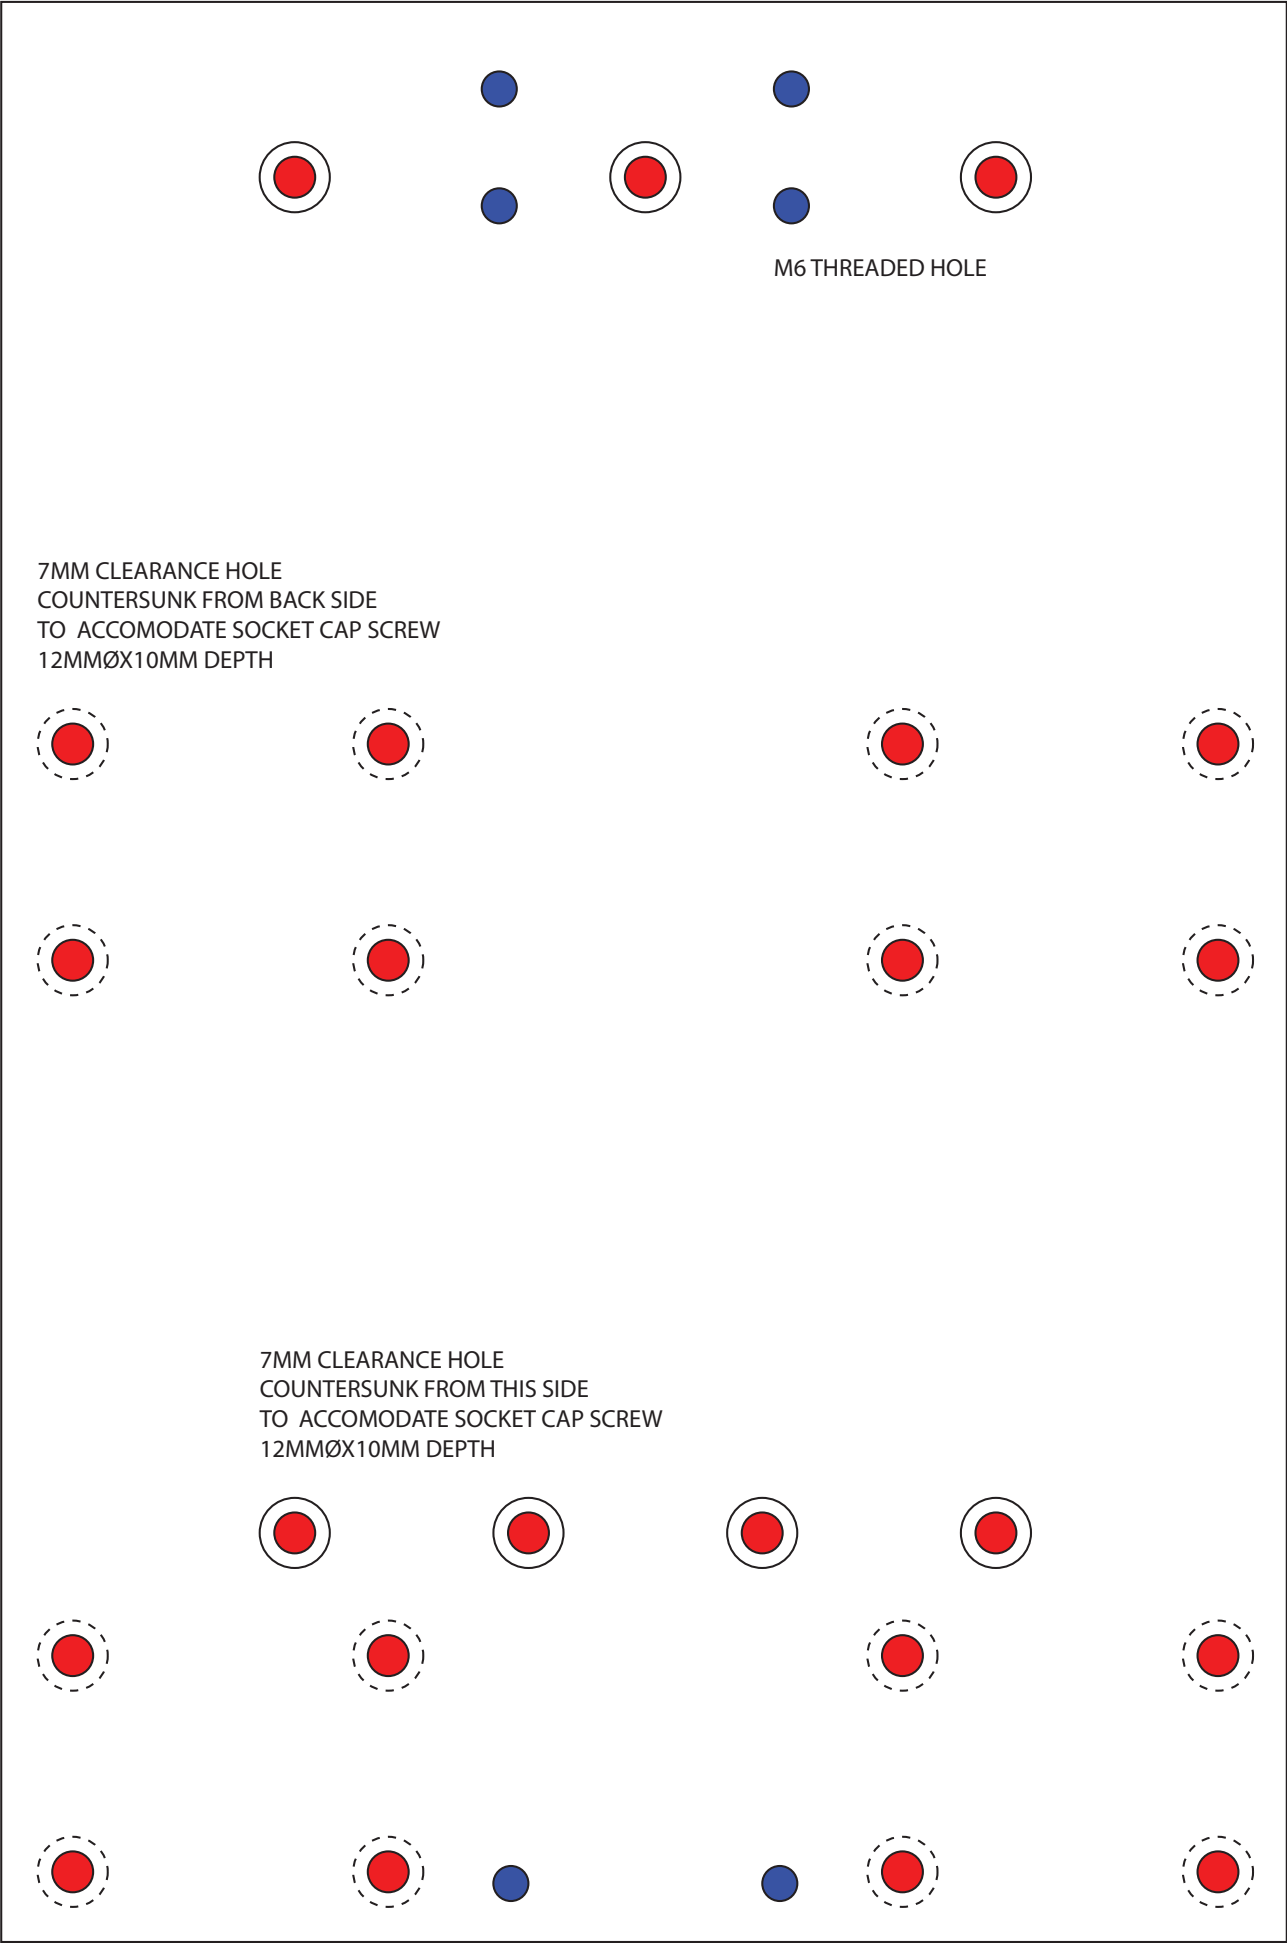 M6 THREADED HOLE
7MM CLEARANCE HOLE
COUNTERSUNK FROM BACK SIDE
TO  ACCOMODATE SOCKET CAP SCREW
12MMØX10MM DEPTH
7MM CLEARANCE HOLE
COUNTERSUNK FROM THIS SIDE
TO  ACCOMODATE SOCKET CAP SCREW
12MMØX10MM DEPTH